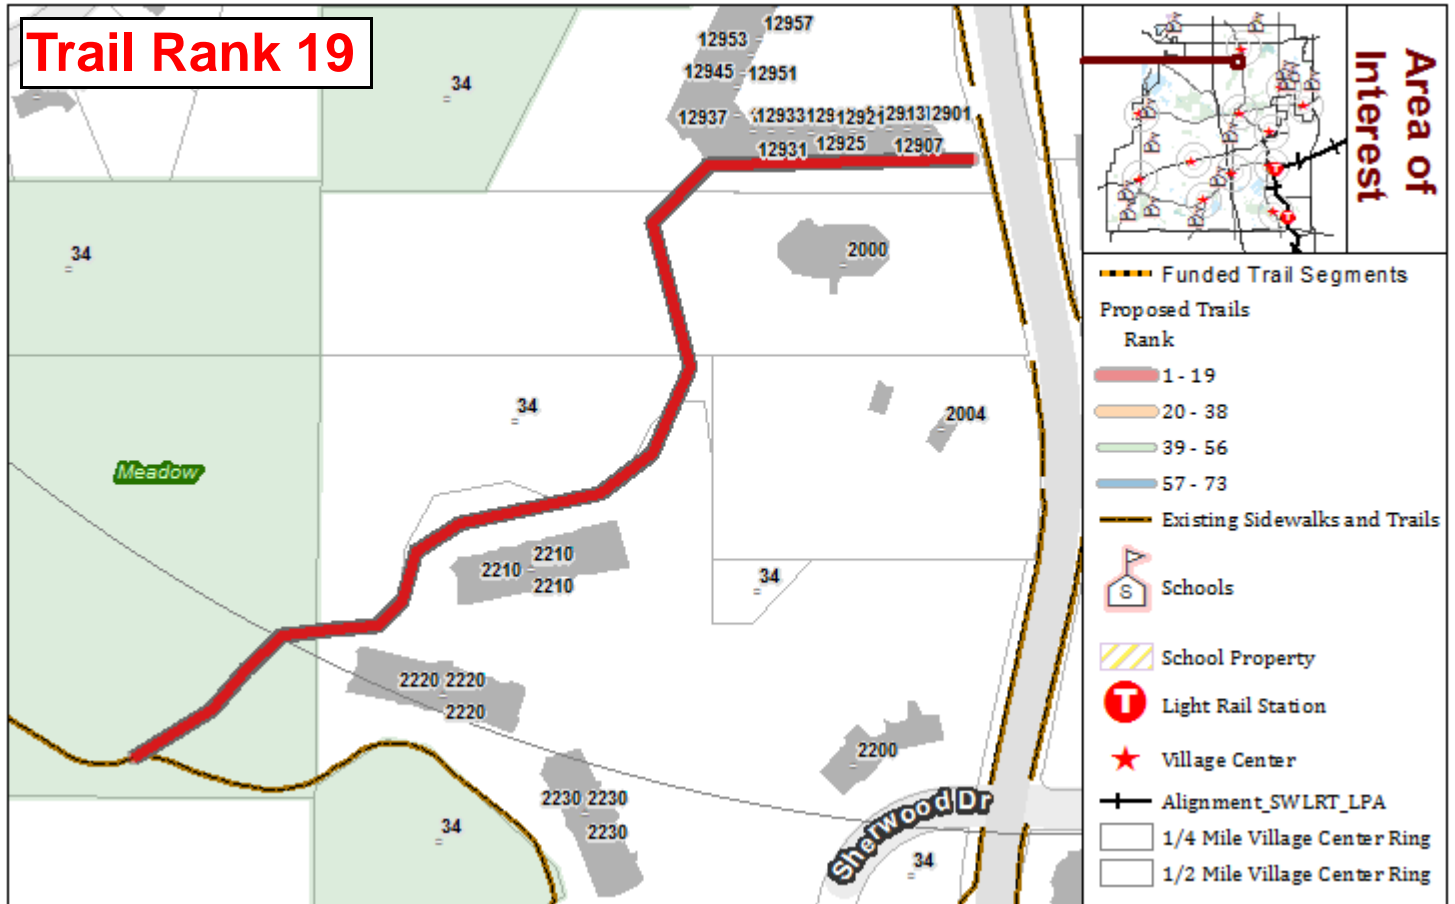 Trail Rank 19
12957
12953
12945 12951
34
12937 12933 129 12921 12913 12901
12931 12925 12907
34
2000
34
2004
Meadow
2210
2210
2210
34
2220 2220
2220
2200
2230 2230
2230
34
Sherwood Dr
34
Area of
Interest
Funded Trail Segments
Proposed Trails
Rank
1 - 19
20 - 38
39 - 56
57 - 73
Existing Sidewalks and Trails
S
Schools
School Property
T
Light Rail Station
Village Center
Alignment_SWLRT_LPA
1/4 Mile Village Center Ring
1/2 Mile Village Center Ring